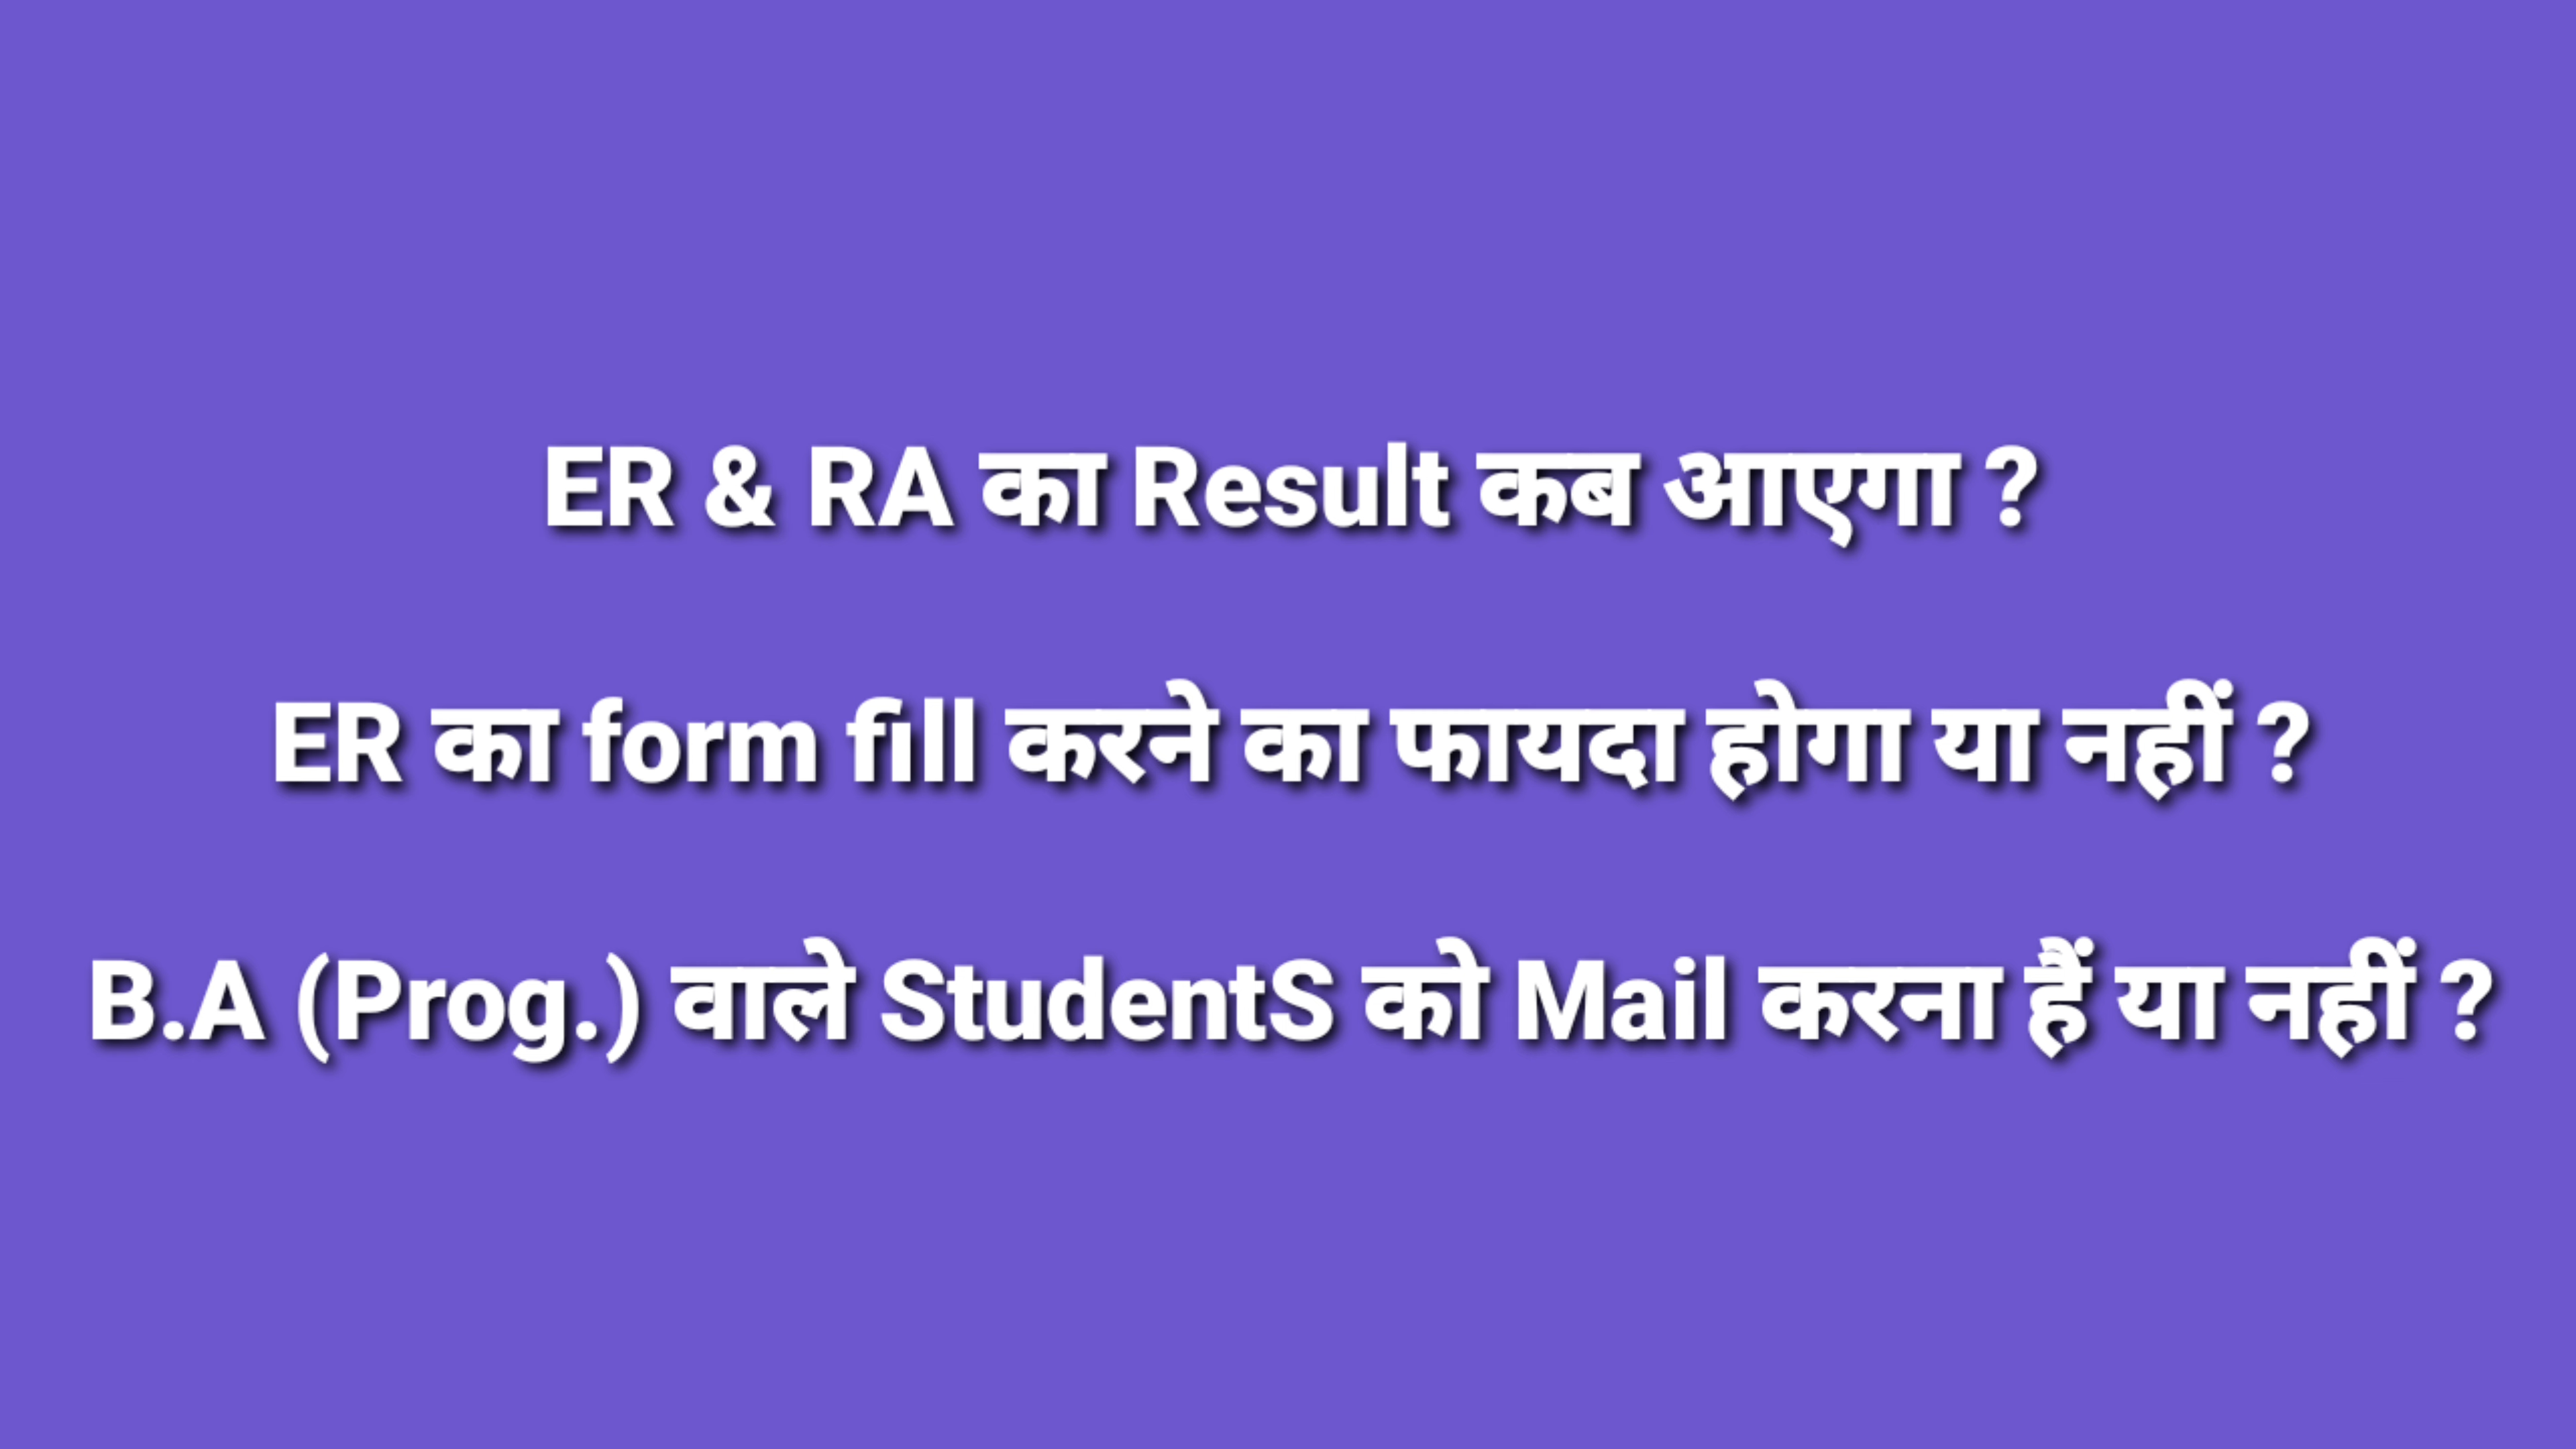 ER & RA का Result कब आएगा ?
ER का form fill करने का फायदा होगा या नहीं ?
B.A (Prog.) वाले StudentS को Mail करना हैं या नहीं ?